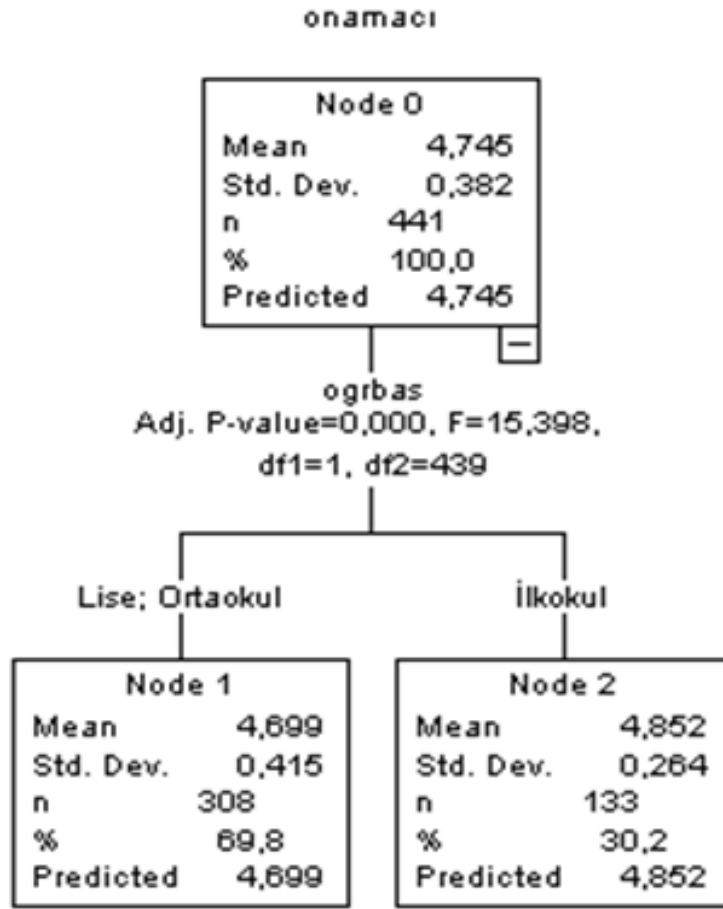 onamacı
Node 0
Mean 4,745
Std. Dev. 0,382
n 441
% 100,0
Predicted 4,745
ogrbas
Adj. P-value=0,000, F=15,398,
df1=1, df2=439
Lise; Ortaokul
İlkokul
Node 1
Mean 4,699
Std. Dev. 0,415
n 308
% 69,8
Predicted 4,699
Node 2
Mean 4,852
Std. Dev. 0,264
n 133
% 30,2
Predicted 4,852